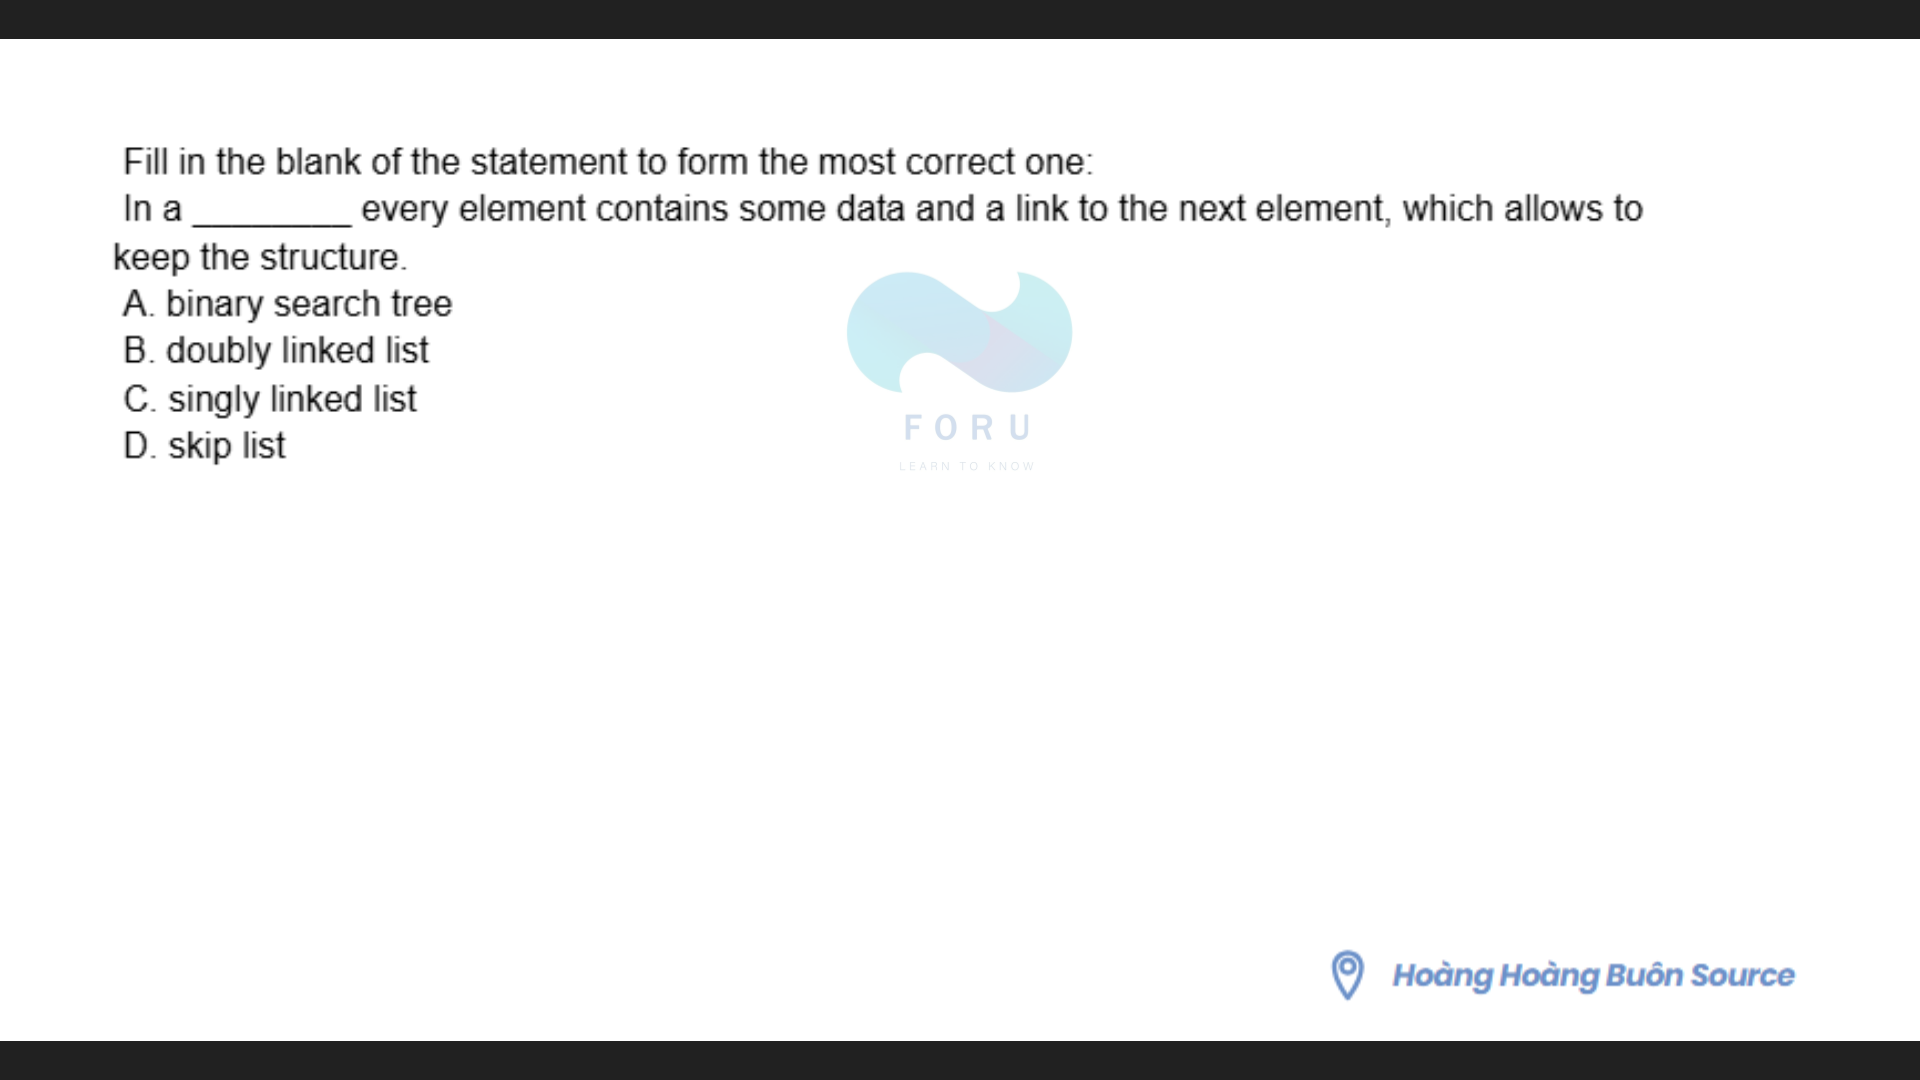 Fill in the blank of the statement to form the most correct one:
In a ________ every element contains some data and a link to the next element, which allows to
keep the structure.
A. binary search tree
B. doubly linked list
C. singly linked list
D. skip list
FORU
LEARN TO KNOW
Hoàng Hoàng Buôn Source